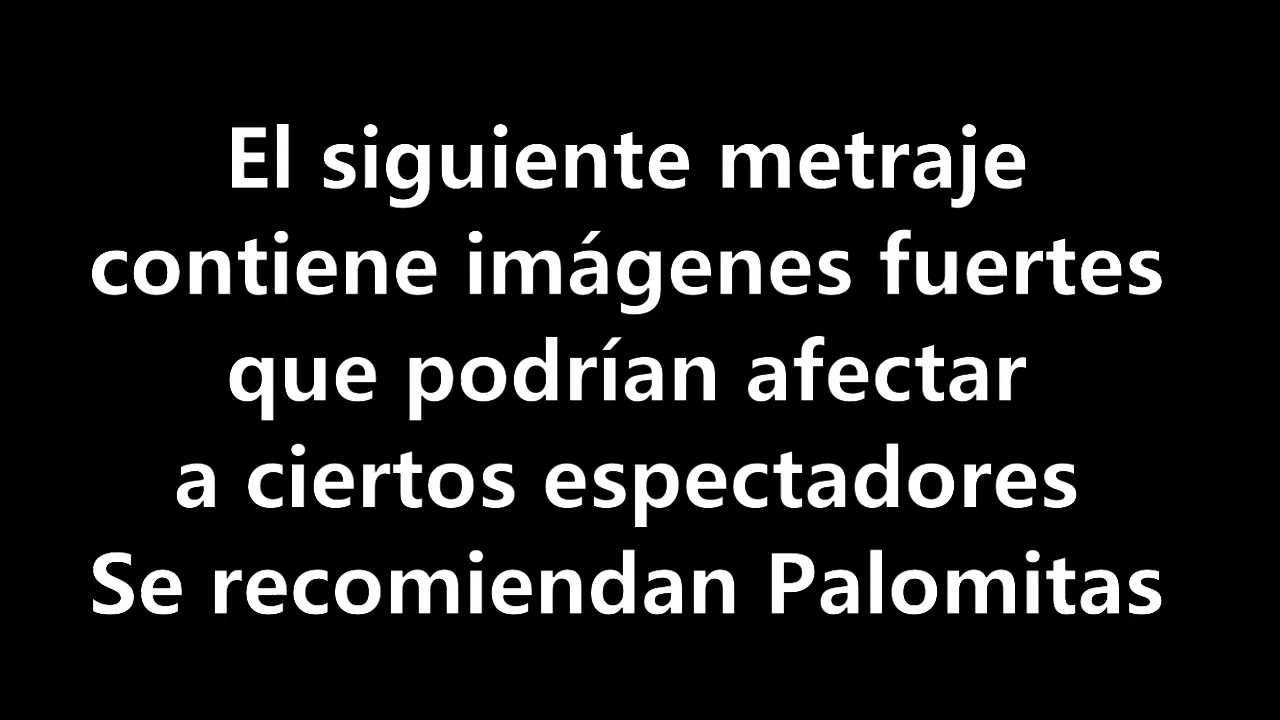 El siguiente metraje
contiene imágenes fuertes
que podrían afectar
a ciertos espectadores
Se recomiendan Palomitas